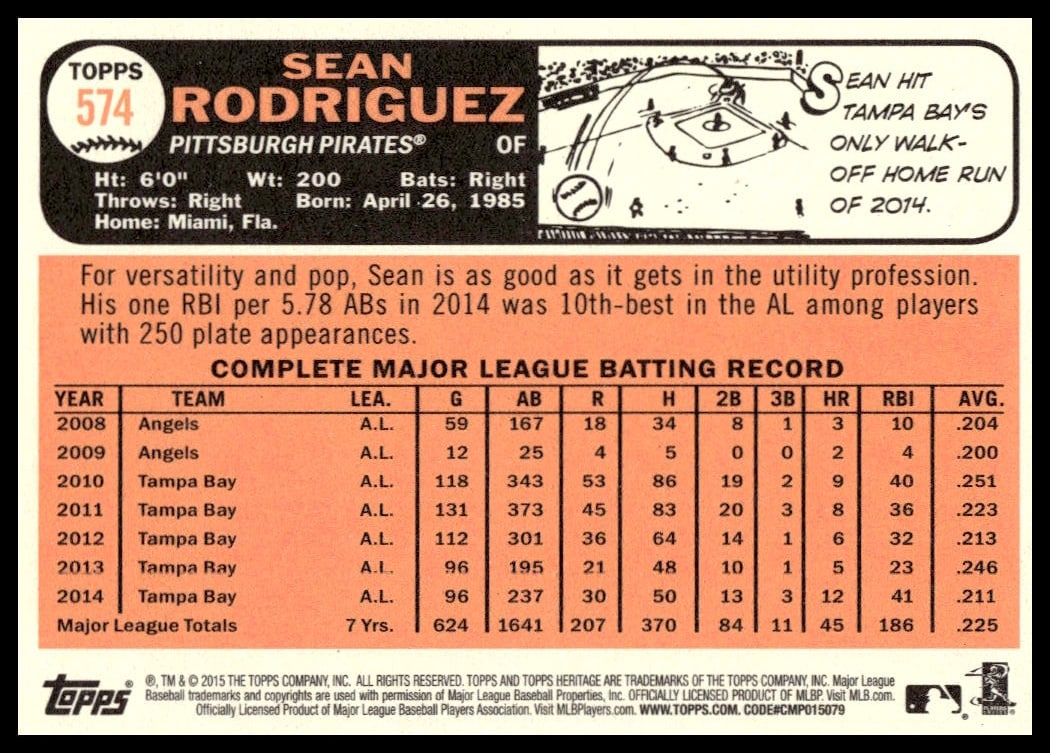 TOPPS
574
SEAN
RODRIGUEZ
PITTSBURGH PIRATES® OF
Ht: 6'0" Wt: 200 Bats: Right
Throws: Right Born: April 26, 1985
Home: Miami, Fla.
SEAN HIT
TAMPA BAY'S
ONLY WALK-
OFF HOME RUN
OF 2014.
For versatility and pop, Sean is as good as it gets in the utility profession.
His one RBI per 5.78 ABs in 2014 was 10th-best in the AL among players
with 250 plate appearances.
COMPLETE MAJOR LEAGUE BATTING RECORD
YEAR TEAM LEA. G AB R H 2B 3B HR RBI AVG.
2008 Angels A.L. 59 167 18 34 8 1 3 10 .204
2009 Angels A.L. 12 25 4 5 0 0 2 4 .200
2010 Tampa Bay A.L. 118 343 53 86 19 2 9 40 .251
2011 Tampa Bay A.L. 131 373 45 83 20 3 8 36 .223
2012 Tampa Bay A.L. 112 301 36 64 14 1 6 32 .213
2013 Tampa Bay A.L. 96 195 21 48 10 1 5 23 .246
2014 Tampa Bay A.L. 96 237 30 50 13 3 12 41 .211
Major League Totals 7 Yrs. 624 1641 207 370 84 11 45 186 .225
topps®
®, TM & © 2015 THE TOPPS COMPANY, INC. ALL RIGHTS RESERVED. TOPPS AND TOPPS HERITAGE ARE TRADEMARKS OF THE TOPPS COMPANY, INC. Major League
Baseball trademarks and copyrights are used with permission of Major League Baseball Properties, Inc. OFFICIALLY LICENSED PRODUCT OF MLBP. Visit MLB.com.
Officially Licensed Product of Major League Baseball Players Association. Visit MLBPlayers.com. WWW.TOPPS.COM. CODE#CMP015079